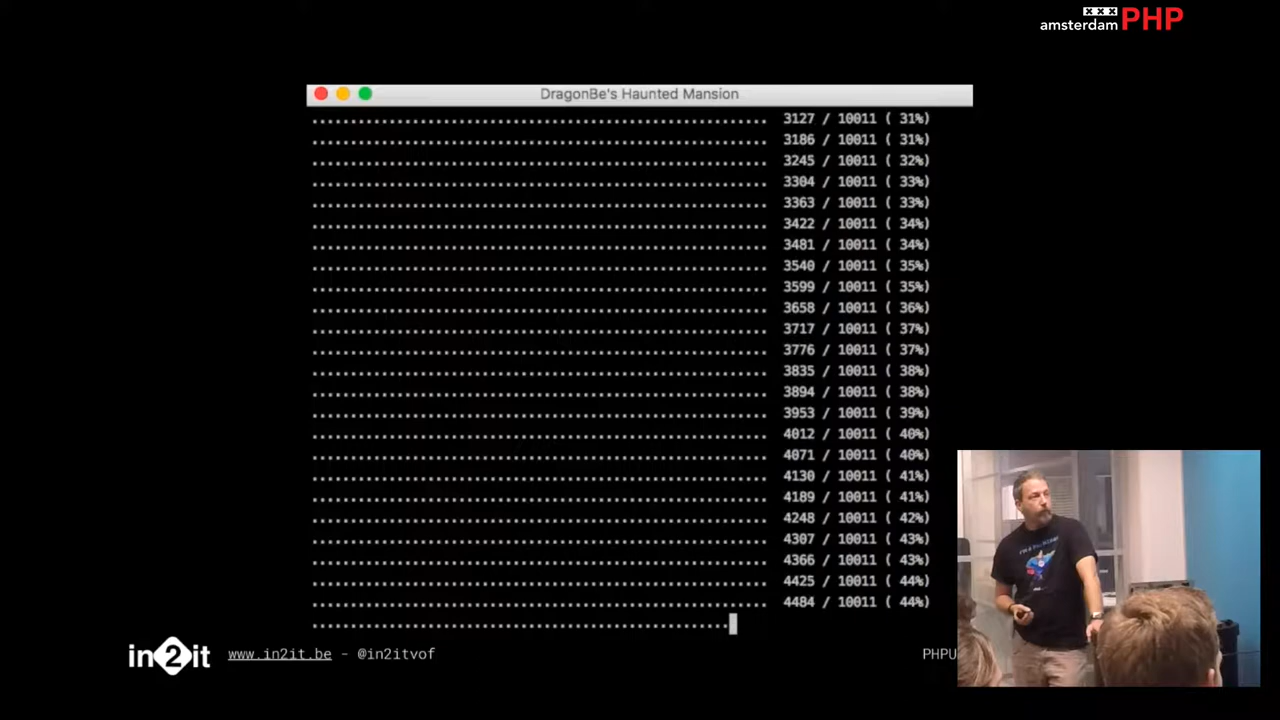 amsterdamPHP
DragonBe's Haunted Mansion
3127 / 10011 ( 31%)
3186 / 10011 ( 31%)
3245 / 10011 ( 32%)
3304 / 10011 ( 33%)
3363 / 10011 ( 33%)
3422 / 10011 ( 34%)
3481 / 10011 ( 34%)
3540 / 10011 ( 35%)
3599 / 10011 ( 35%)
3658 / 10011 ( 36%)
3717 / 10011 ( 37%)
3776 / 10011 ( 37%)
3835 / 10011 ( 38%)
3894 / 10011 ( 38%)
3953 / 10011 ( 39%)
4012 / 10011 ( 40%)
4071 / 10011 ( 40%)
4130 / 10011 ( 41%)
4189 / 10011 ( 41%)
4248 / 10011 ( 42%)
4307 / 10011 ( 43%)
4366 / 10011 ( 43%)
4425 / 10011 ( 44%)
4484 / 10011 ( 44%)
in2it www.in2it.be - @in2itvof PHPU